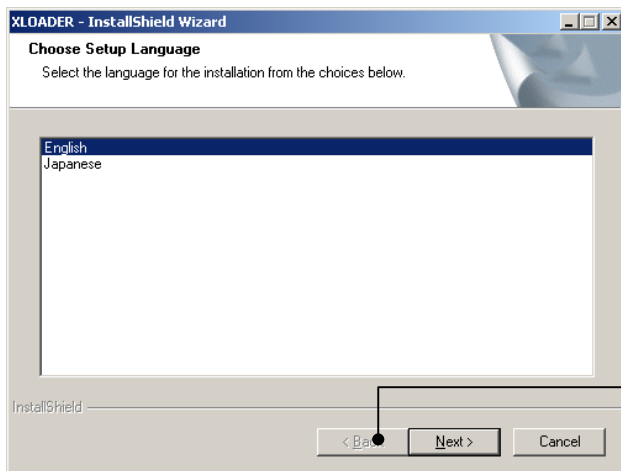 XLOADER - InstallShield Wizard
Choose Setup Language
Select the language for the installation from the choices below.
English
Japanese
InstallShield
< Back Next > Cancel